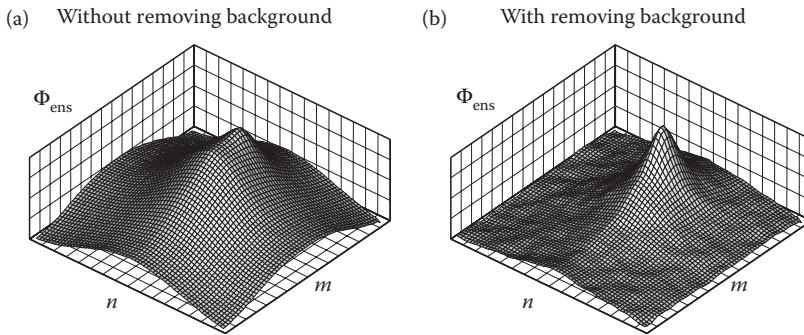 (a) Without removing background
Φens
n
m
(b) With removing background
Φens
n
m